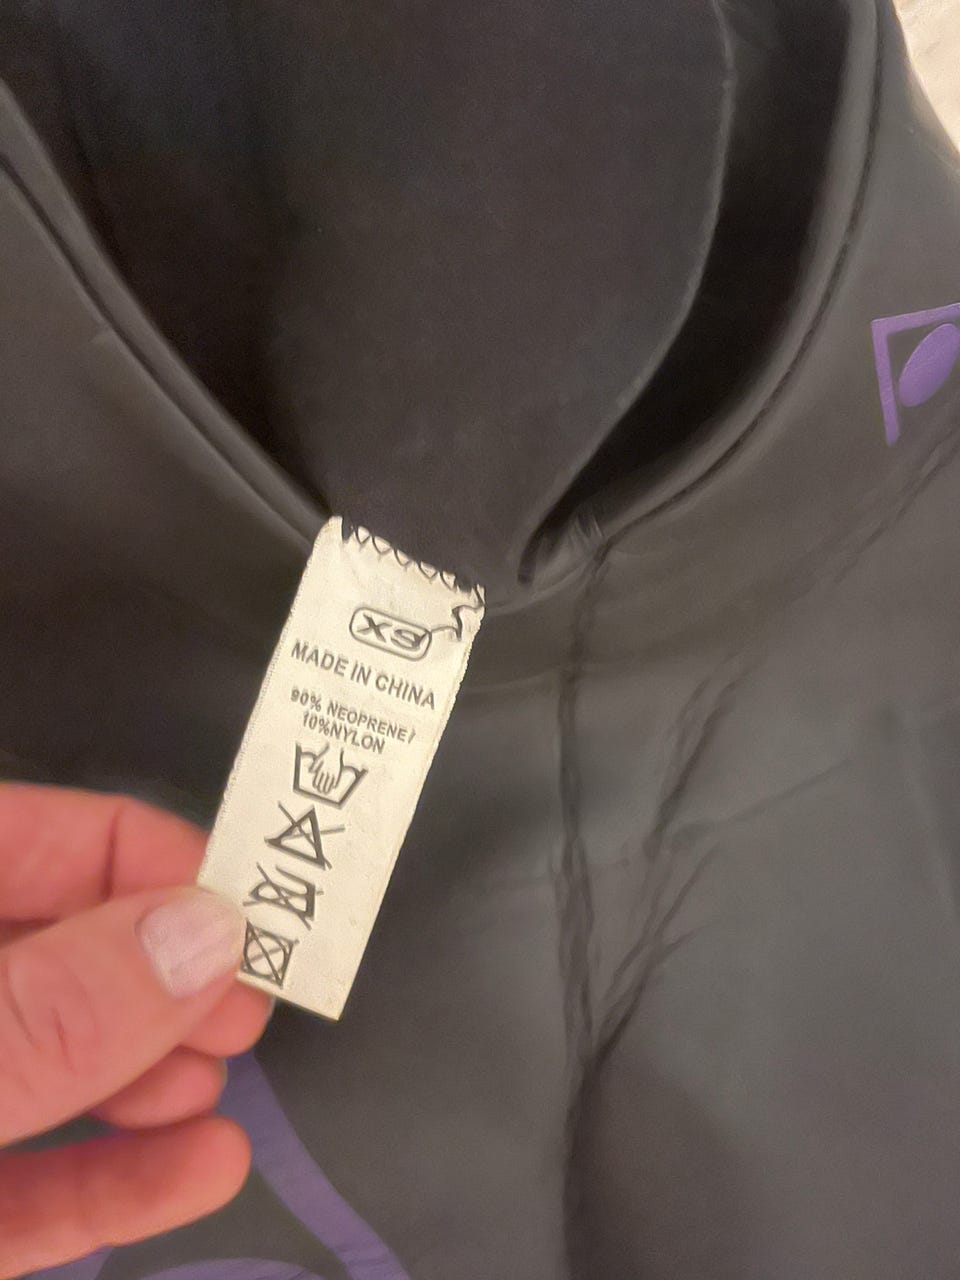 XS
MADE IN CHINA
90% NEOPRENE/
10%NYLON